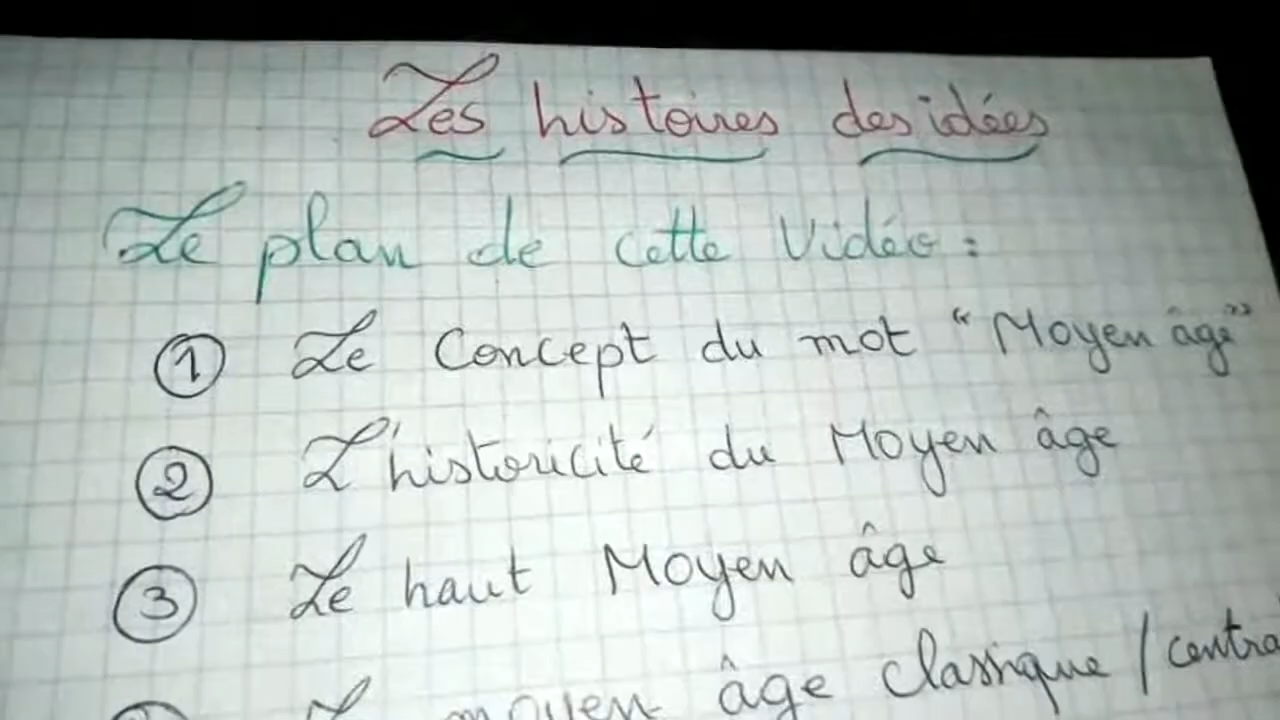 Les histoires des idées
Le plan de cette Vidéo :
1 Le Concept du mot "Moyen âge"
2 L'historicité du Moyen âge
3 Le haut Moyen âge
moyen âge classique / centra